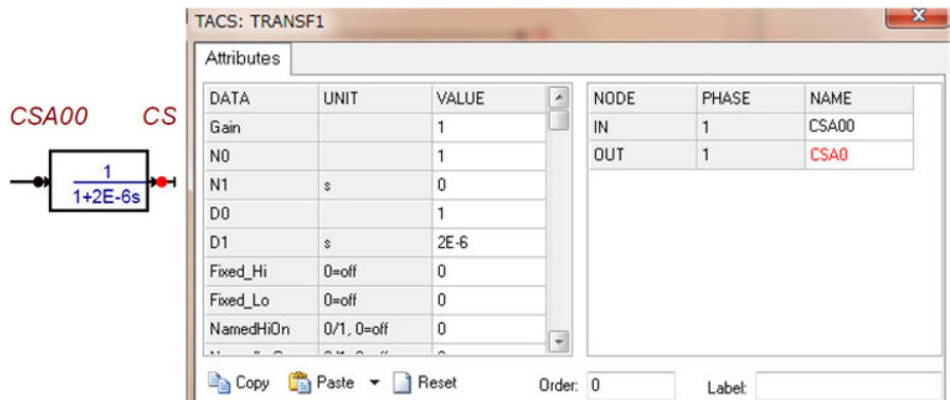 CSA00 CS
1
1+2E-6s
TACS: TRANSF1
X
Attributes
DATA UNIT VALUE
Gain 1
N0 1
N1 s 0
D0 1
D1 s 2E-6
Fixed_Hi 0=off 0
Fixed_Lo 0=off 0
NamedHiOn 0/1, 0=off 0
NODE PHASE NAME
IN 1 CSA00
OUT 1 CSA0
Copy Paste Reset Order: 0 Label: